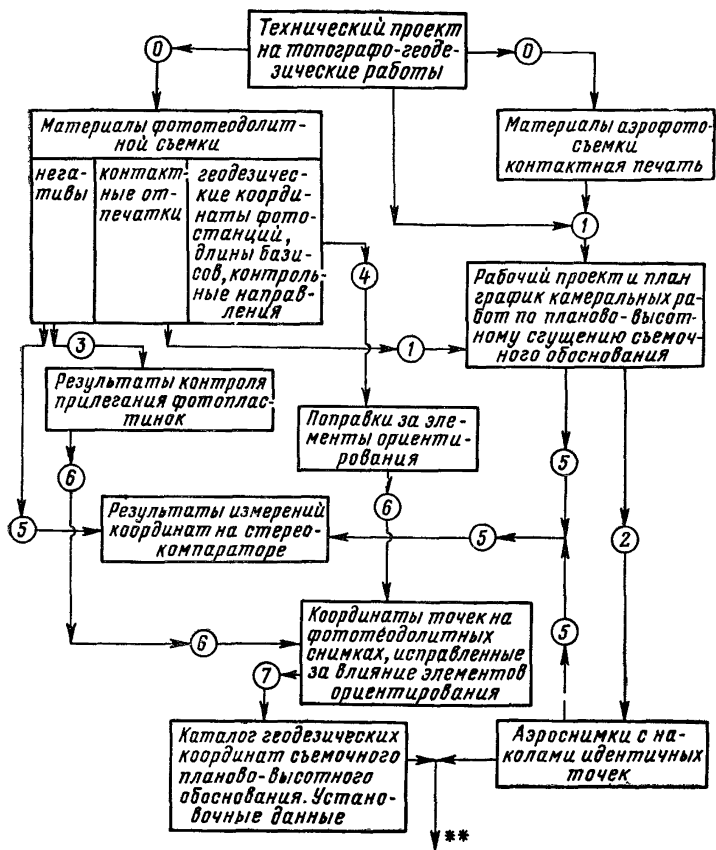 Технический проект
на топографо-геоде-
зические работы
0
0
Материалы фототеодолит-
ной съемки
нега-
тивы
контакт-
ные от-
печатки
геодезиче-
ские коорди-
наты фото-
станций,
длины бази-
сов, контроль-
ные направ-
ления
Материалы аэрофото-
съемки
контактная печать
1
4
Рабочий проект и план
график камеральных ра-
бот по планово-высот-
ному сгущению съемоч-
ного обоснования
3
1
Результаты контроля
прилегания фотоплас-
тинок
Поправки за эле-
менты ориенти-
рования
6
5
6
5
Результаты измерений
координат на стерео-
компараторе
5
2
6
Координаты точек на
фототеодолитных
снимках, исправленные
за влияние элементов
ориентирования
5
7
Каталог геодезических
координат съемочного
планово-высотного
обоснования. Устано-
вочные данные
Аэроснимки с на-
колами идентичных
точек
**